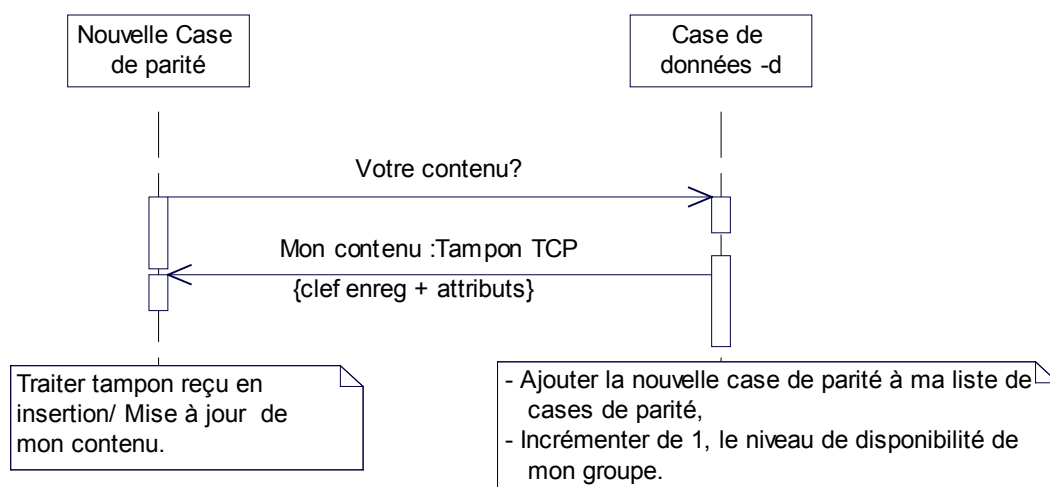 Nouvelle Case
de parité
Case de
données -d
Votre contenu?
Mon contenu :Tampon TCP
{clef enreg + attributs}
Traiter tampon reçu en
insertion/ Mise à jour de
mon contenu.
- Ajouter la nouvelle case de parité à ma liste de
cases de parité,
- Incrémenter de 1, le niveau de disponibilité de
mon groupe.